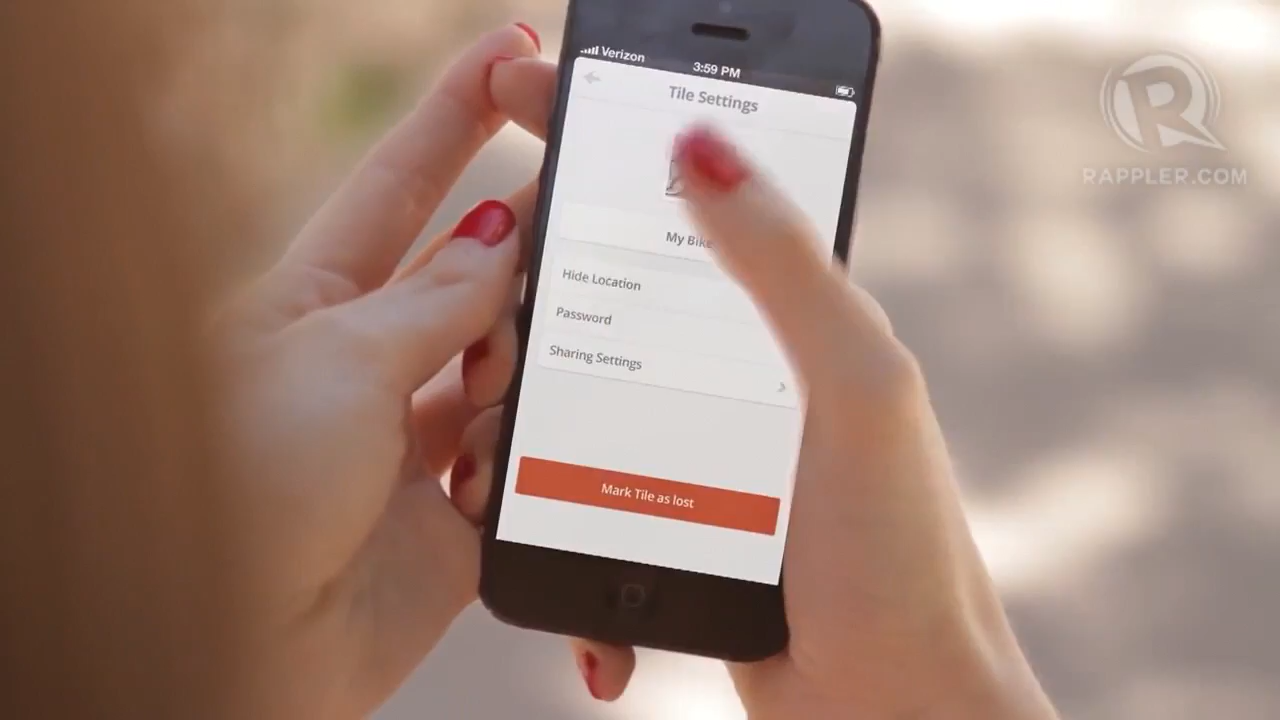 Verizon
3:59 PM
Tile Settings
My Bike
Hide Location
Password
Sharing Settings
Mark Tile as lost
R
RAPPLER.COM